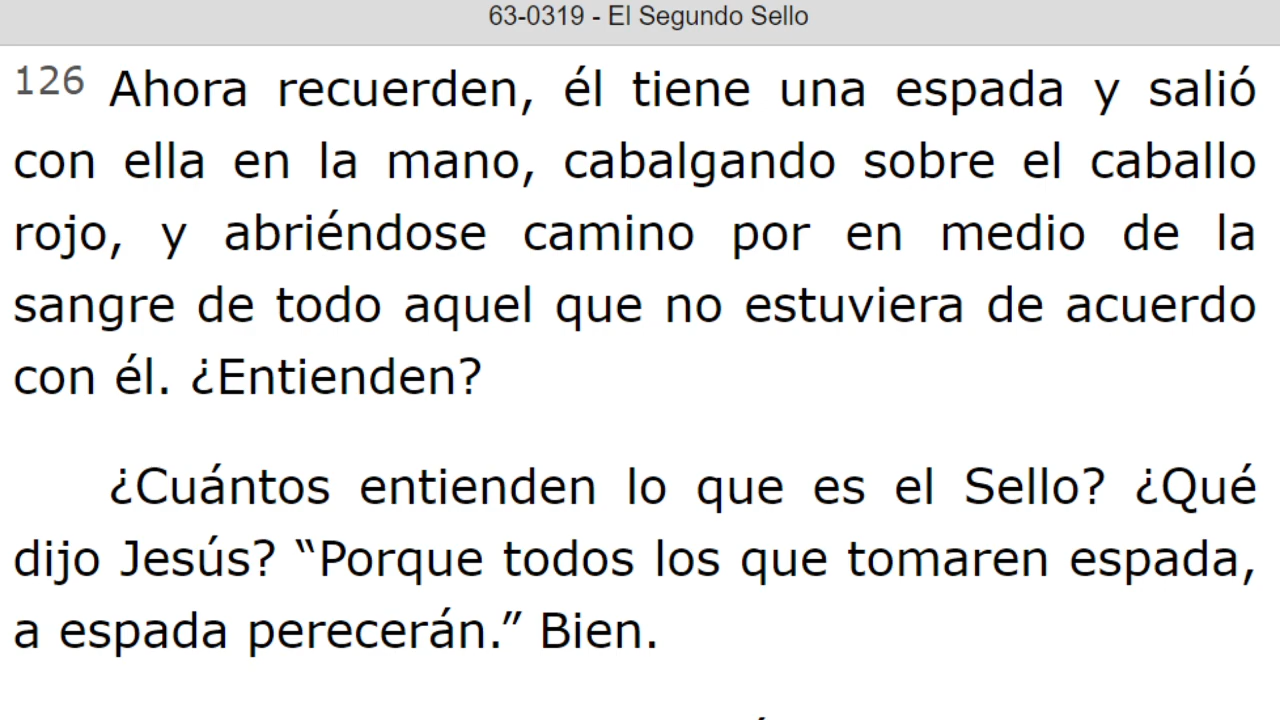 63-0319 - El Segundo Sello
126 Ahora recuerden, él tiene una espada y salió
con ella en la mano, cabalgando sobre el caballo
rojo, y abriéndose camino por en medio de la
sangre de todo aquel que no estuviera de acuerdo
con él. ¿Entienden?
¿Cuántos entienden lo que es el Sello? ¿Qué
dijo Jesús? “Porque todos los que tomaren espada,
a espada perecerán.” Bien.